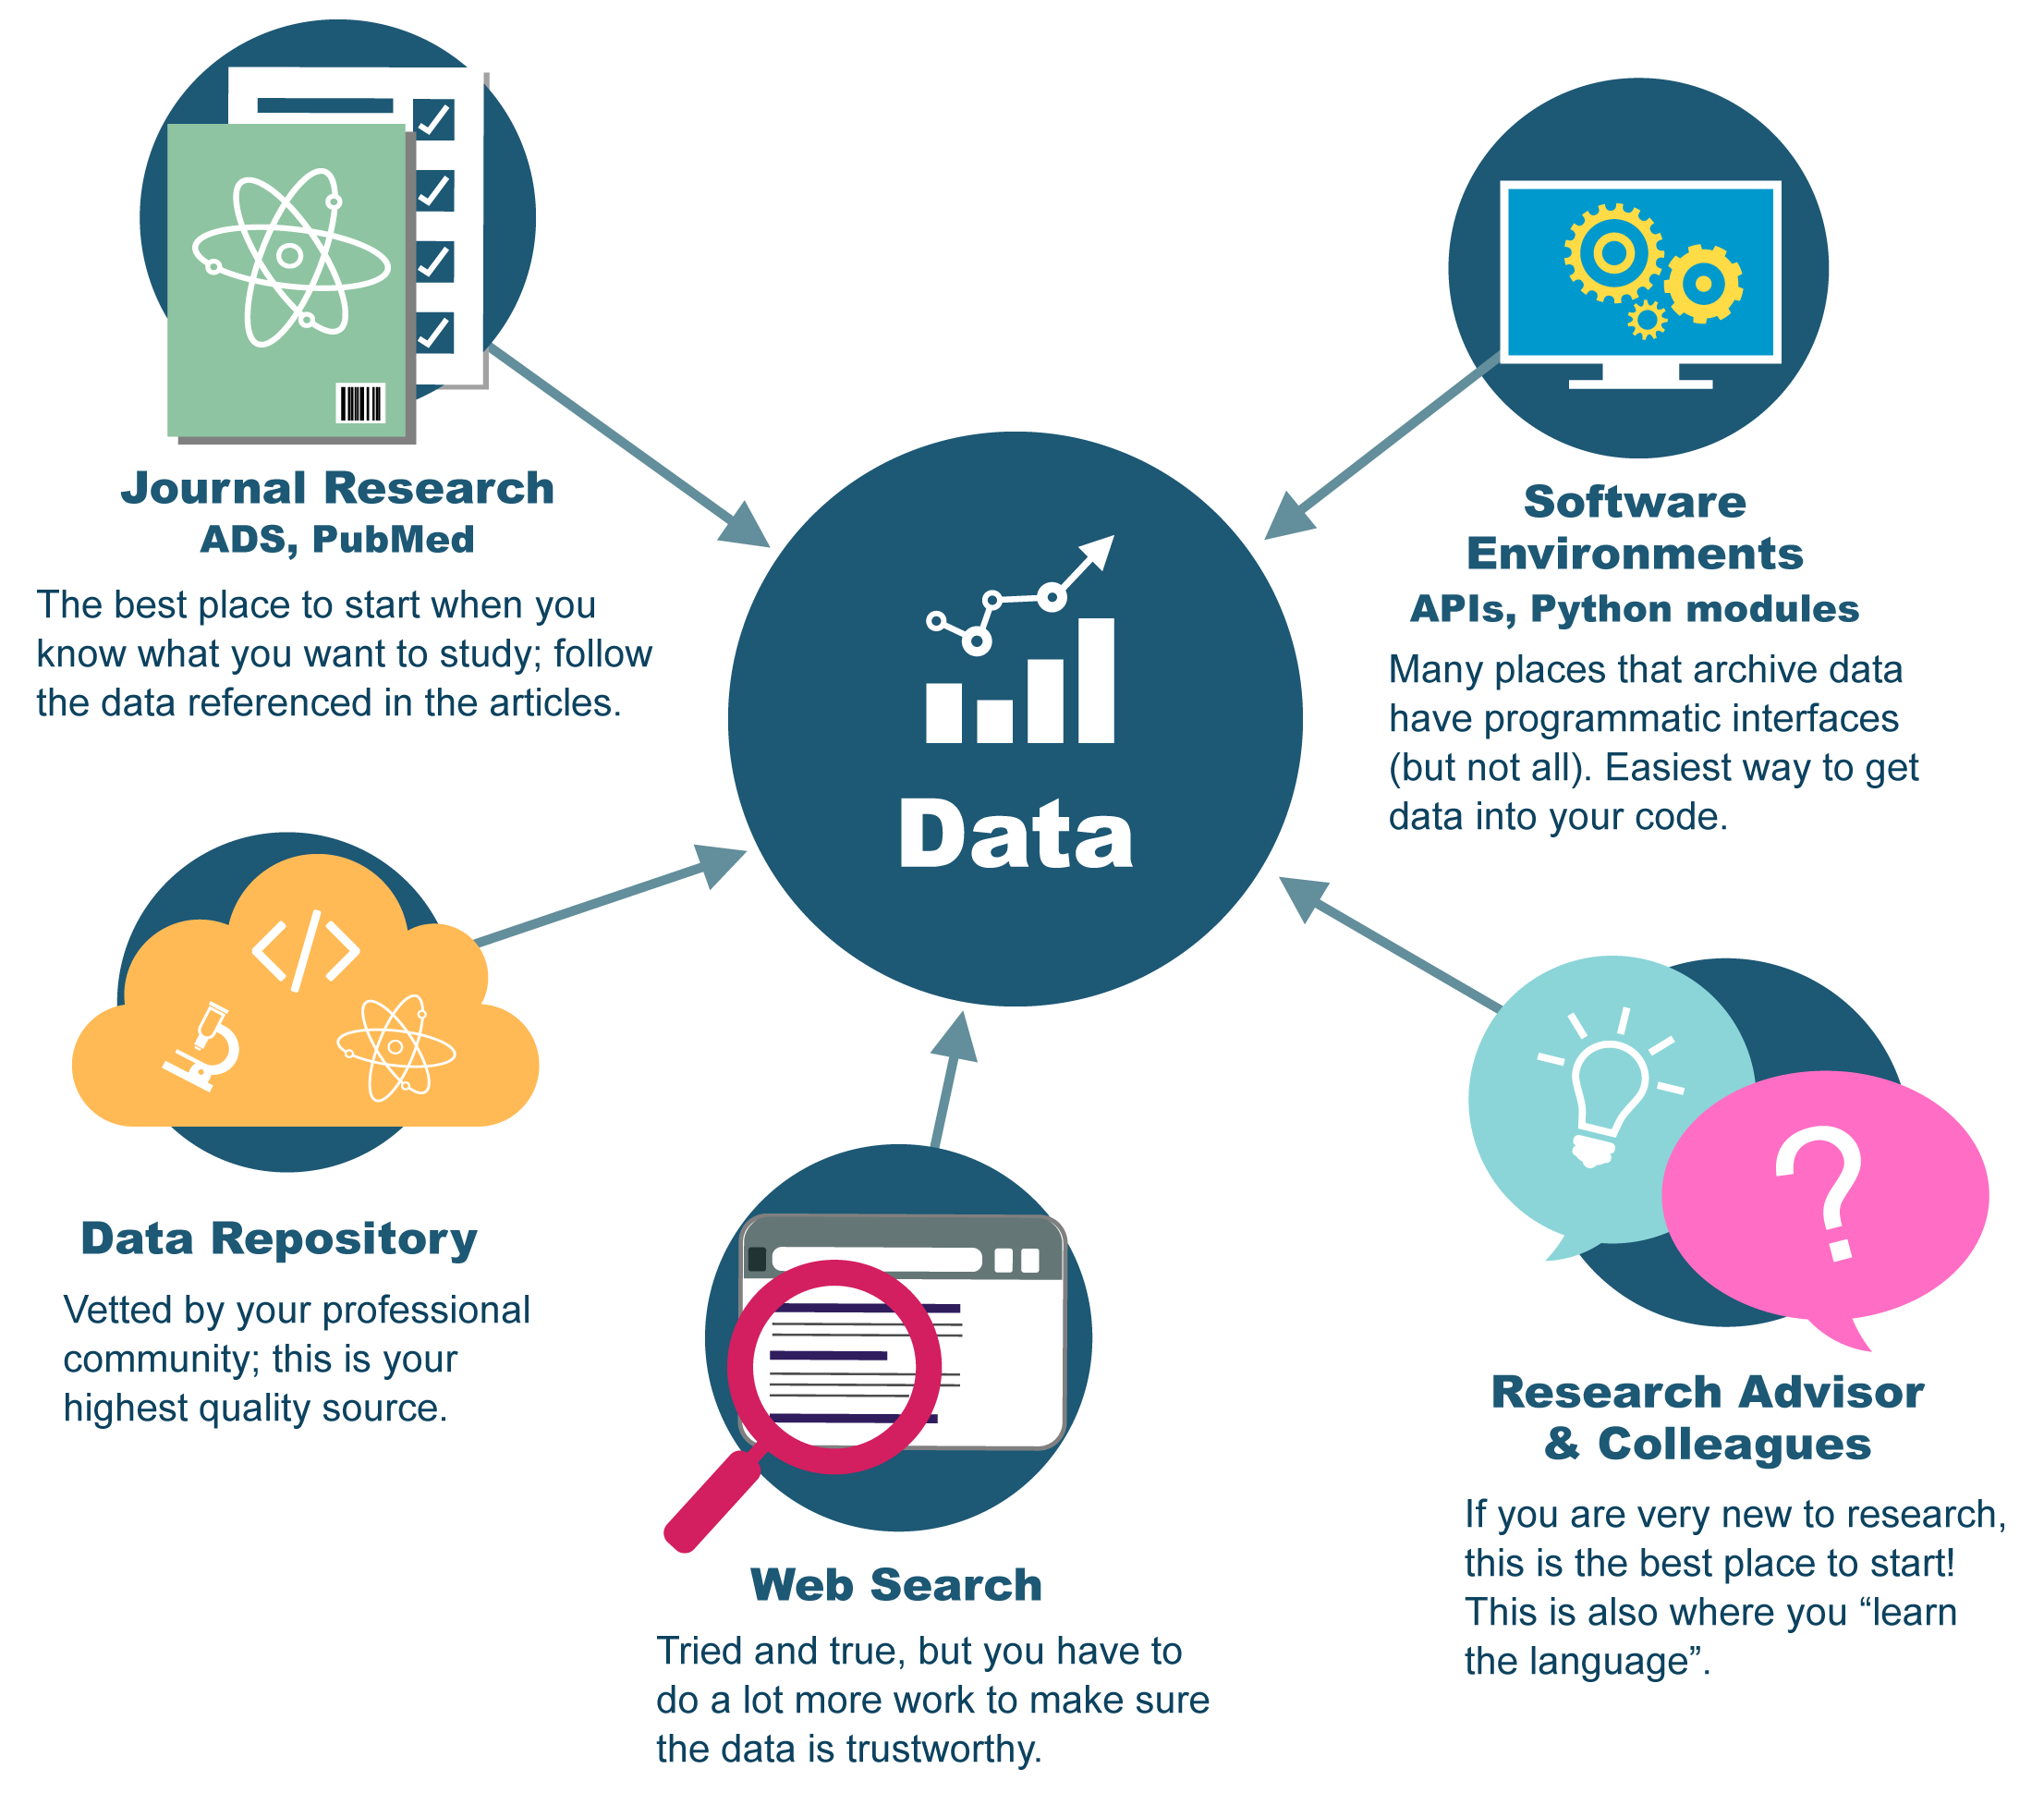 Journal Research
ADS, PubMed
The best place to start when you
know what you want to study; follow
the data referenced in the articles.
Software
Environments
APIs, Python modules
Many places that archive data
have programmatic interfaces
(but not all). Easiest way to get
data into your code.
Data
Data Repository
Vetted by your professional
community; this is your
highest quality source.
Web Search
Tried and true, but you have to
do a lot more work to make sure
the data is trustworthy.
Research Advisor
& Colleagues
If you are very new to research,
this is the best place to start!
This is also where you “learn
the language”.